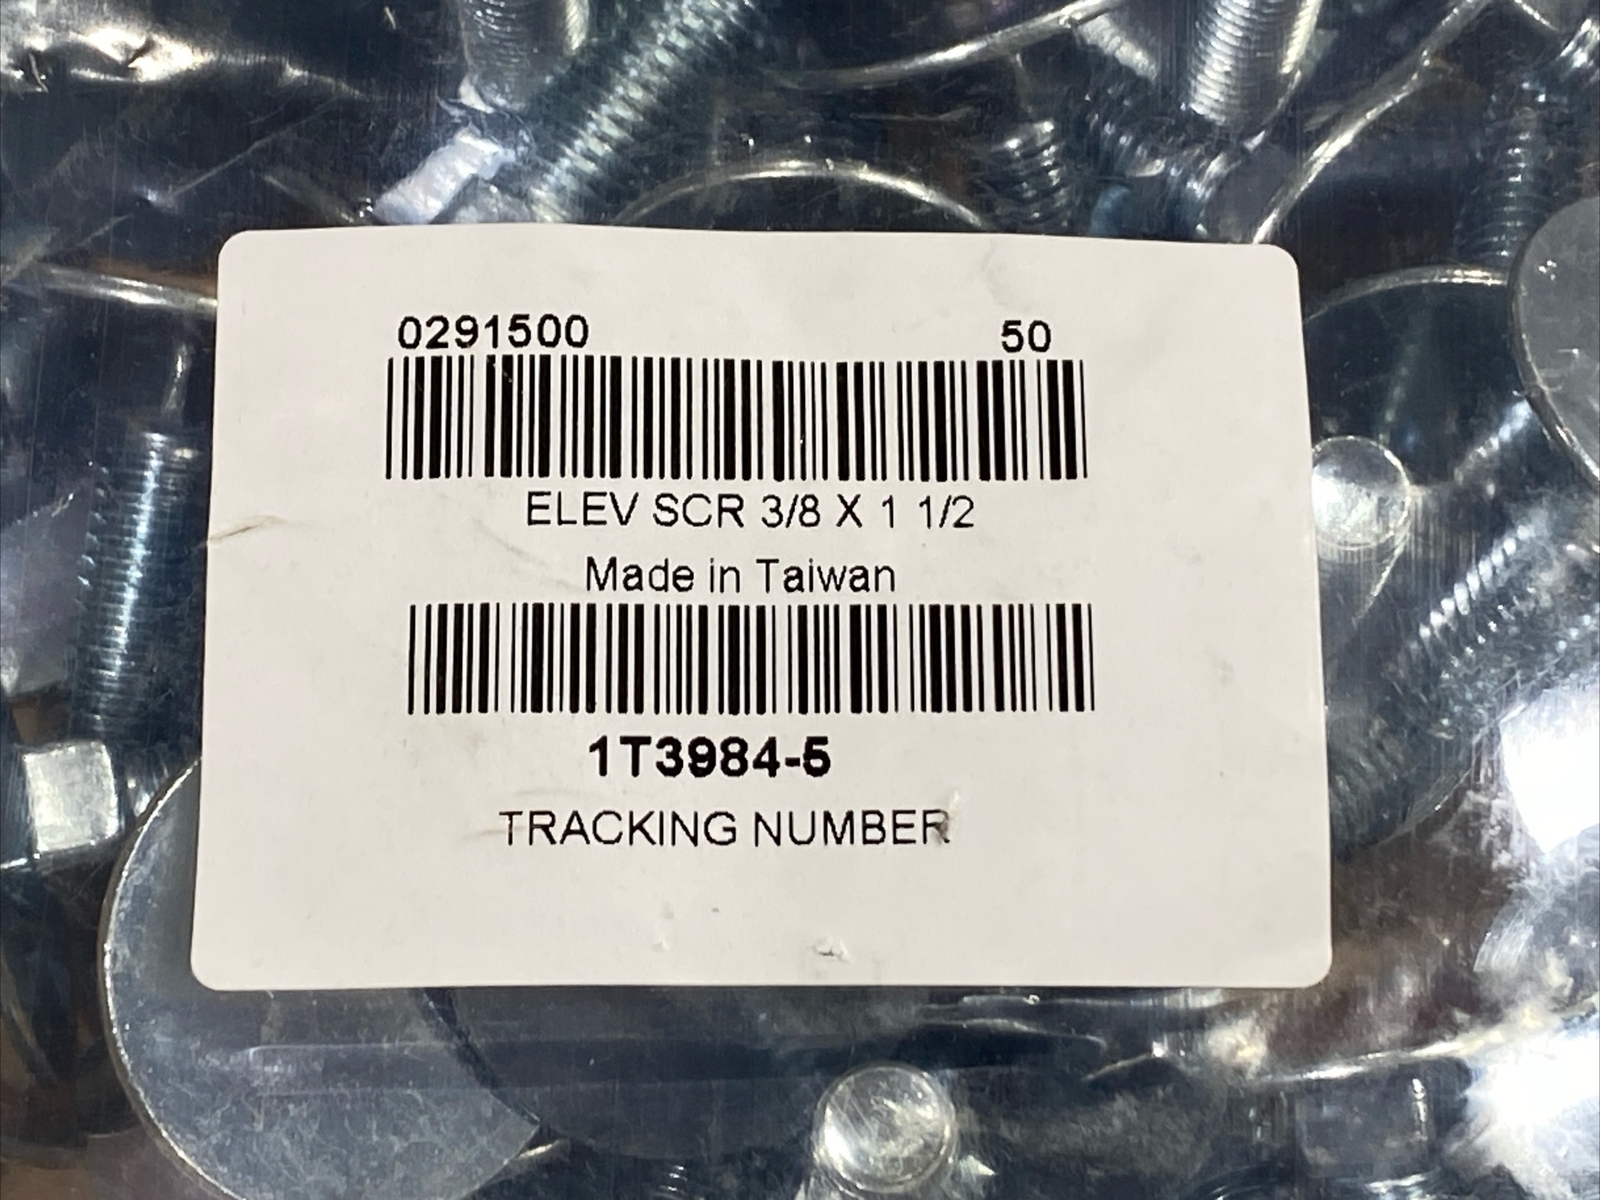 0291500 50
ELEV SCR 3/8 X 1 1/2
Made in Taiwan
1T3984-5
TRACKING NUMBER